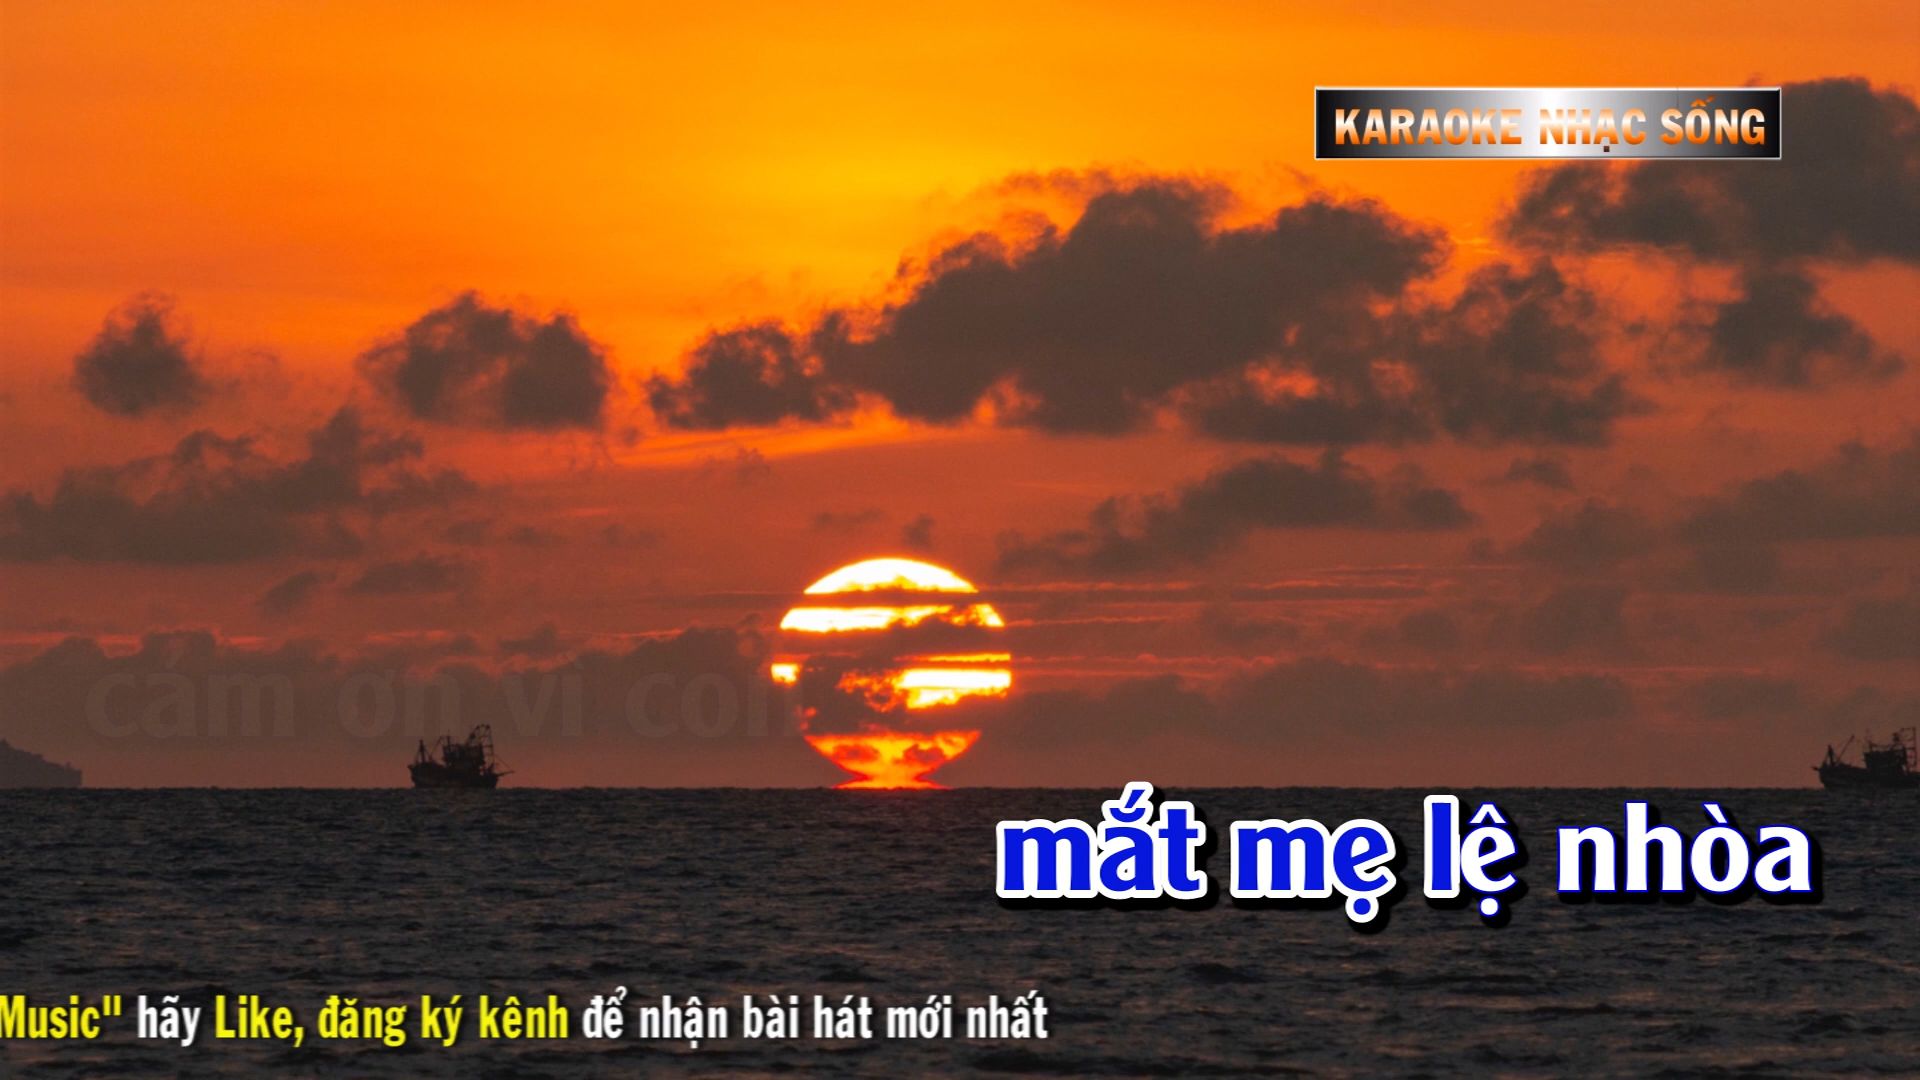 KARAOKE NHẠC SỐNG
cảm ơn vì con
mắt mẹ lệ nhòa
Music" hãy Like, đăng ký kênh để nhận bài hát mới nhất